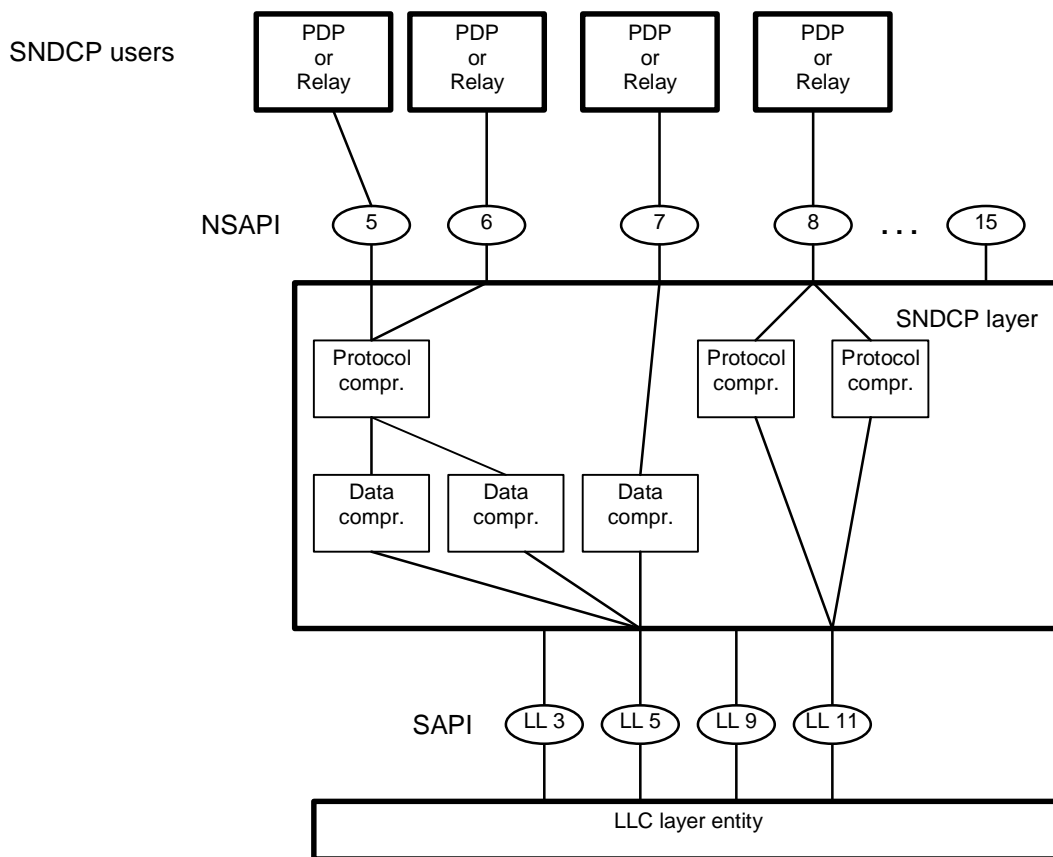 SNDCP users
PDP
or
Relay
PDP
or
Relay
PDP
or
Relay
PDP
or
Relay
NSAPI
5
6
7
8
...
15
SNDCP layer
Protocol
compr.
Protocol
compr.
Protocol
compr.
Data
compr.
Data
compr.
Data
compr.
SAPI
LL 3
LL 5
LL 9
LL 11
LLC layer entity